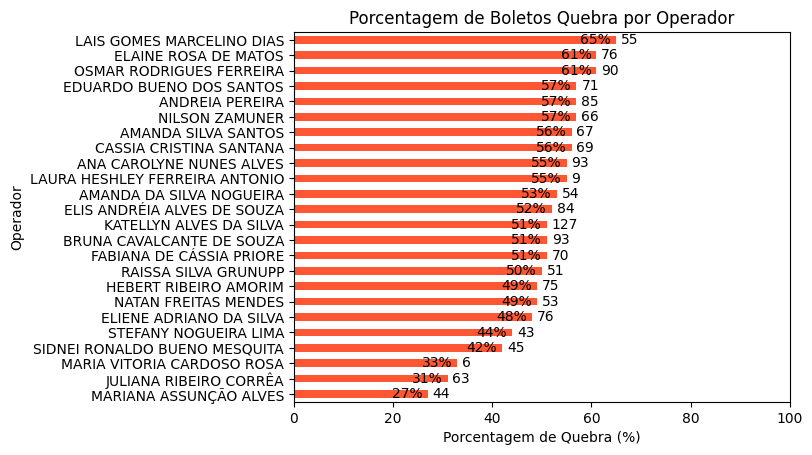 Porcentagem de Boletos Quebra por Operador
LAIS GOMES MARCELINO DIAS 65% 55
ELAINE ROSA DE MATOS 61% 76
OSMAR RODRIGUES FERREIRA 61% 90
EDUARDO BUENO DOS SANTOS 57% 71
ANDREIA PEREIRA 57% 85
NILSON ZAMUNER 57% 66
AMANDA SILVA SANTOS 56% 67
CASSIA CRISTINA SANTANA 56% 69
ANA CAROLYNE NUNES ALVES 55% 93
LAURA HESHLEY FERREIRA ANTONIO 55% 9
AMANDA DA SILVA NOGUEIRA 53% 54
ELIS ANDRÉIA ALVES DE SOUZA 52% 84
KATELLYN ALVES DA SILVA 51% 127
BRUNA CAVALCANTE DE SOUZA 51% 93
FABIANA DE CÁSSIA PRIORE 51% 70
RAISSA SILVA GRUNUPP 50% 51
HEBERT RIBEIRO AMORIM 49% 75
NATAN FREITAS MENDES 49% 53
ELIENE ADRIANO DA SILVA 48% 76
STEFANY NOGUEIRA LIMA 44% 43
SIDNEI RONALDO BUENO MESQUITA 42% 45
MARIA VITORIA CARDOSO ROSA 33% 6
JULIANA RIBEIRO CORRÊA 31% 63
MARIANA ASSUNÇÃO ALVES 27% 44
Operador
0 20 40 60 80 100
Porcentagem de Quebra (%)